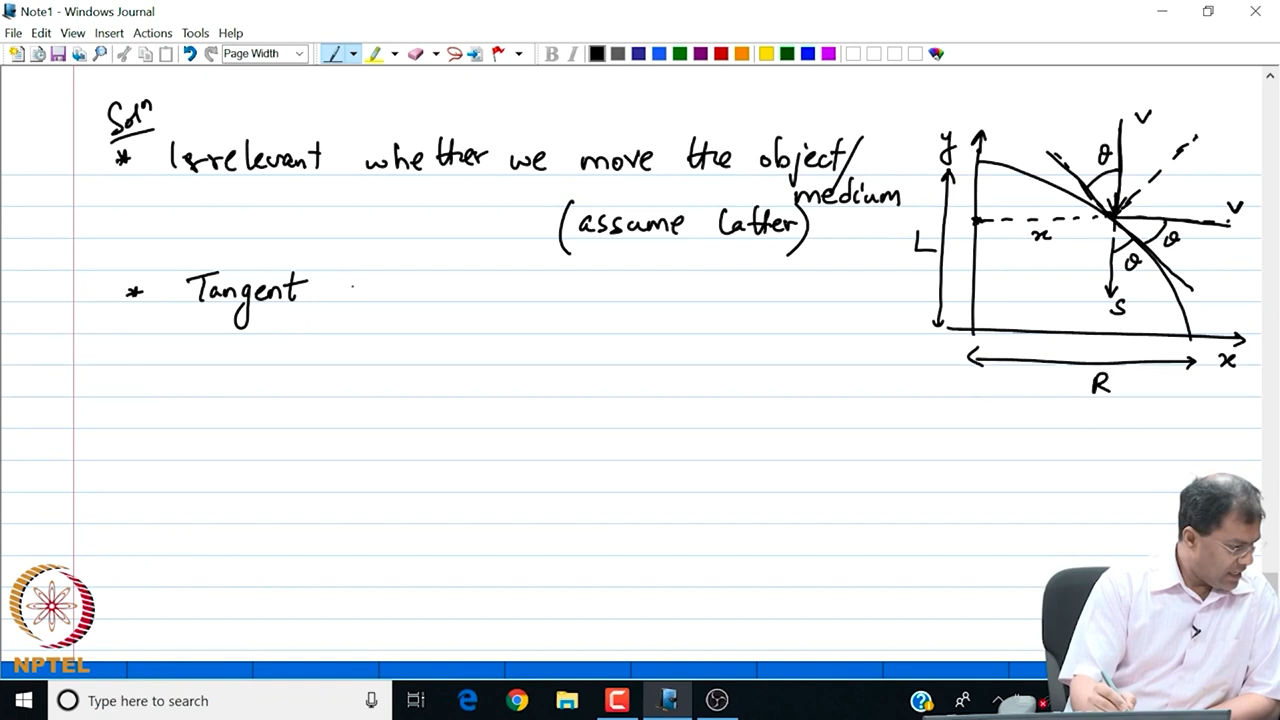 Note1 - Windows Journal
File Edit View Insert Actions Tools Help
Page Width B I
Solⁿ
* Irrelevant whether we move the object/
medium
(assume latter)
* Tangent
y
L
x
θ
V
V
θ
θ
S
x
R
NPTEL
Type here to search